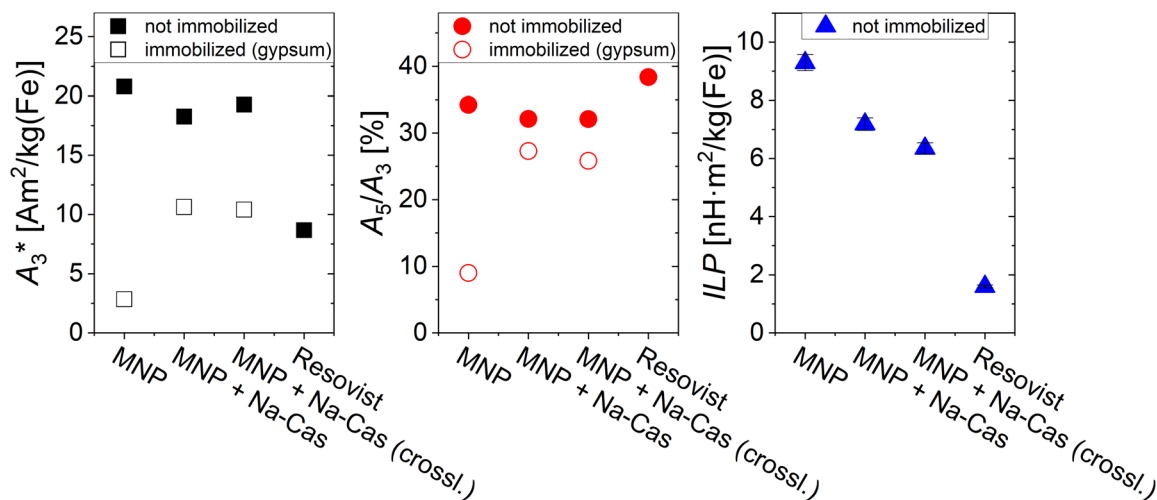 A3* [Am²/kg(Fe)]
25
20
15
10
5
0
not immobilized
immobilized (gypsum)
MNP
MNP + Na-Cas
MNP + Na-Cas (crossl.)
Resovist
A5/A3 [%]
40
30
20
10
0
not immobilized
immobilized (gypsum)
MNP
MNP + Na-Cas
MNP + Na-Cas (crossl.)
Resovist
ILP [nH·m²/kg(Fe)]
10
8
6
4
2
0
not immobilized
MNP
MNP + Na-Cas
MNP + Na-Cas (crossl.)
Resovist